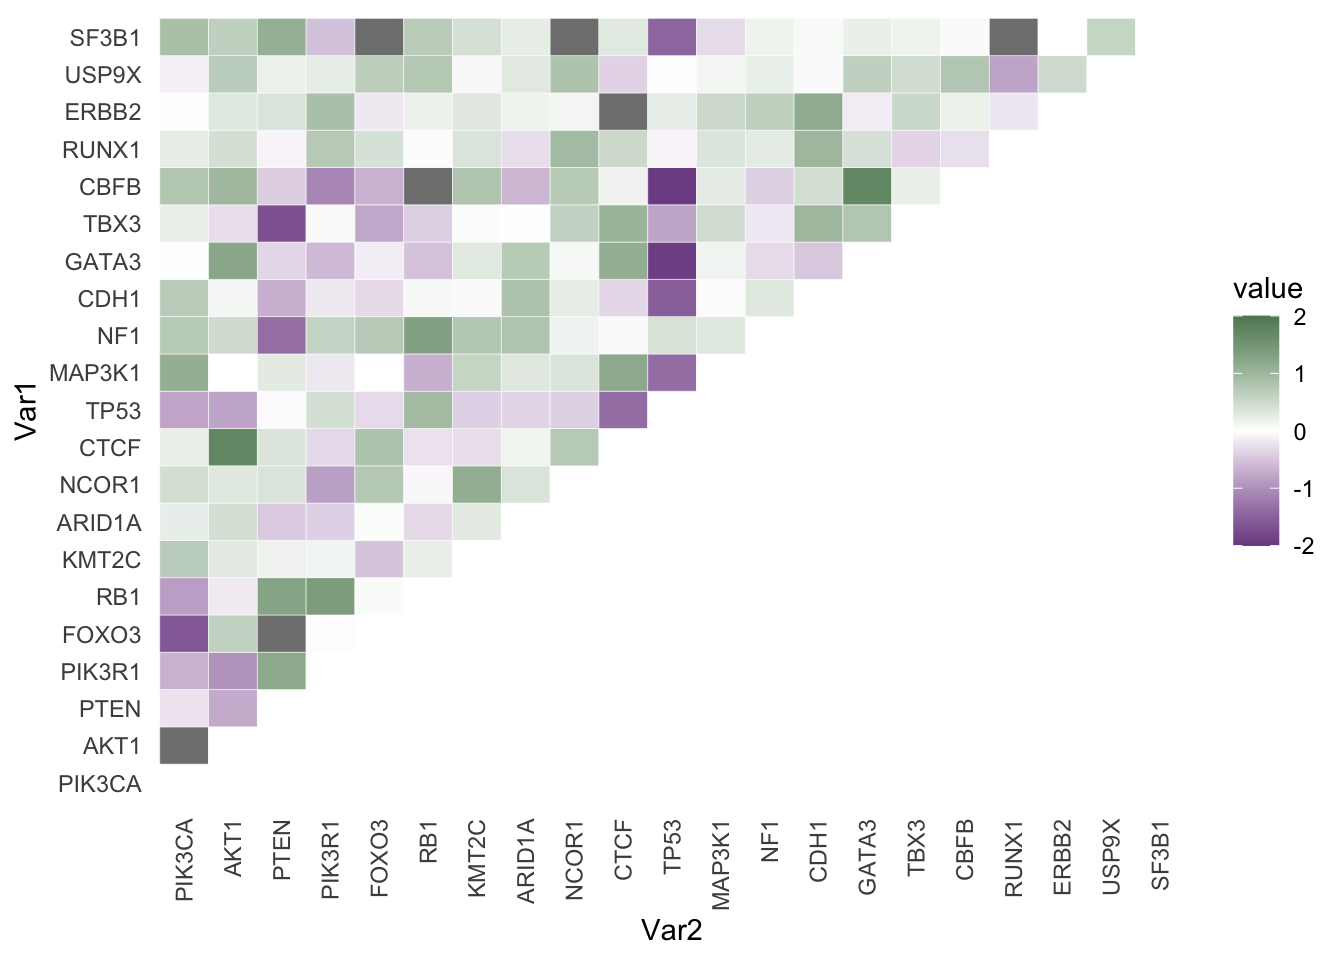 SF3B1
USP9X
ERBB2
RUNX1
CBFB
TBX3
GATA3
CDH1
NF1
MAP3K1
TP53
CTCF
NCOR1
ARID1A
KMT2C
RB1
FOXO3
PIK3R1
PTEN
AKT1
PIK3CA
Var1
PIK3CA
AKT1
PTEN
PIK3R1
FOXO3
RB1
KMT2C
ARID1A
NCOR1
CTCF
TP53
MAP3K1
NF1
CDH1
GATA3
TBX3
CBFB
RUNX1
ERBB2
USP9X
SF3B1
Var2
value
2
1
0
-1
-2